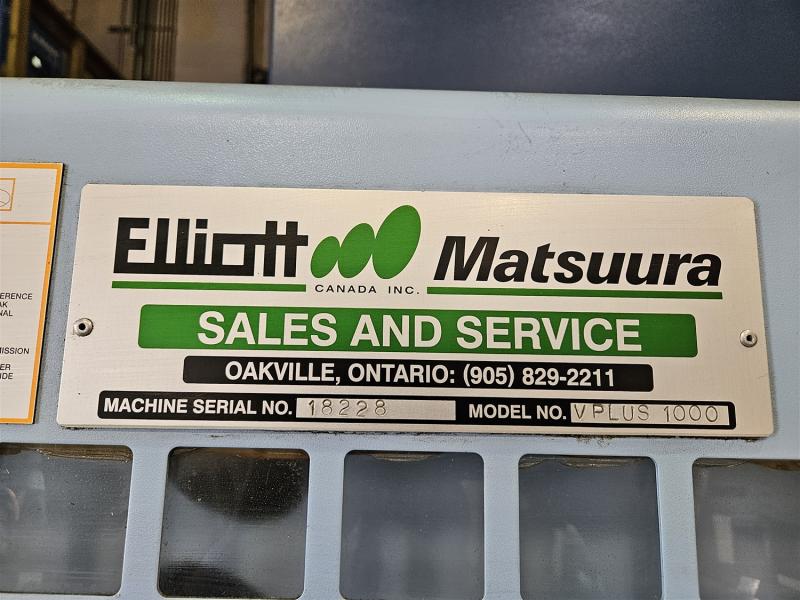 Elliott Matsuura
CANADA INC.
SALES AND SERVICE
OAKVILLE, ONTARIO: (905) 829-2211
MACHINE SERIAL NO. 18228 MODEL NO. VPLUS 1000